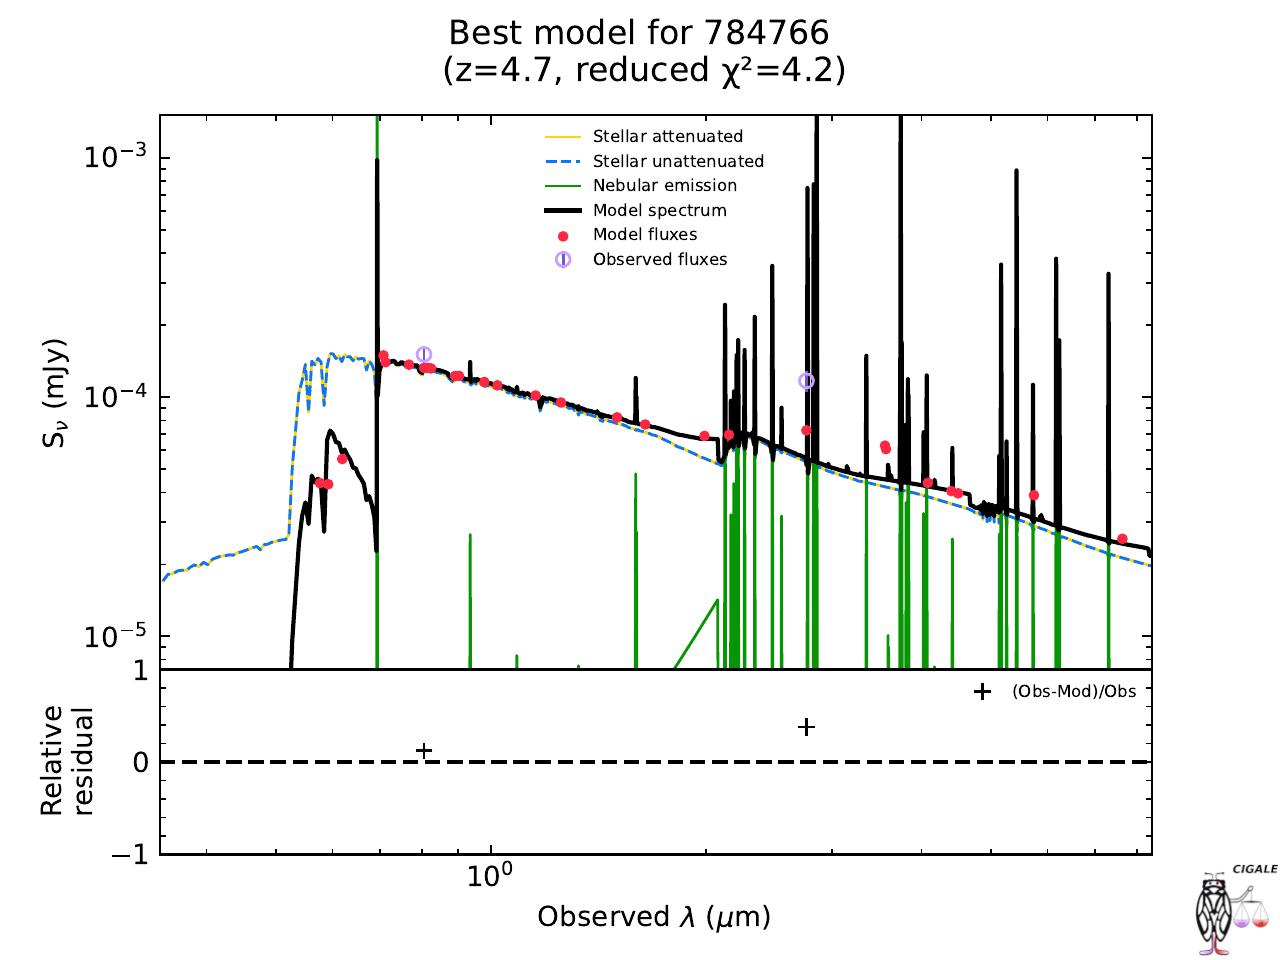 Best model for 784766
(z=4.7, reduced χ²=4.2)
Stellar attenuated
Stellar unattenuated
Nebular emission
Model spectrum
Model fluxes
Observed fluxes
10⁻³
10⁻⁴
10⁻⁵
S_ν (mJy)
1
0
−1
Relative
residual
(Obs-Mod)/Obs
10⁰
Observed λ (μm)
CIGALE